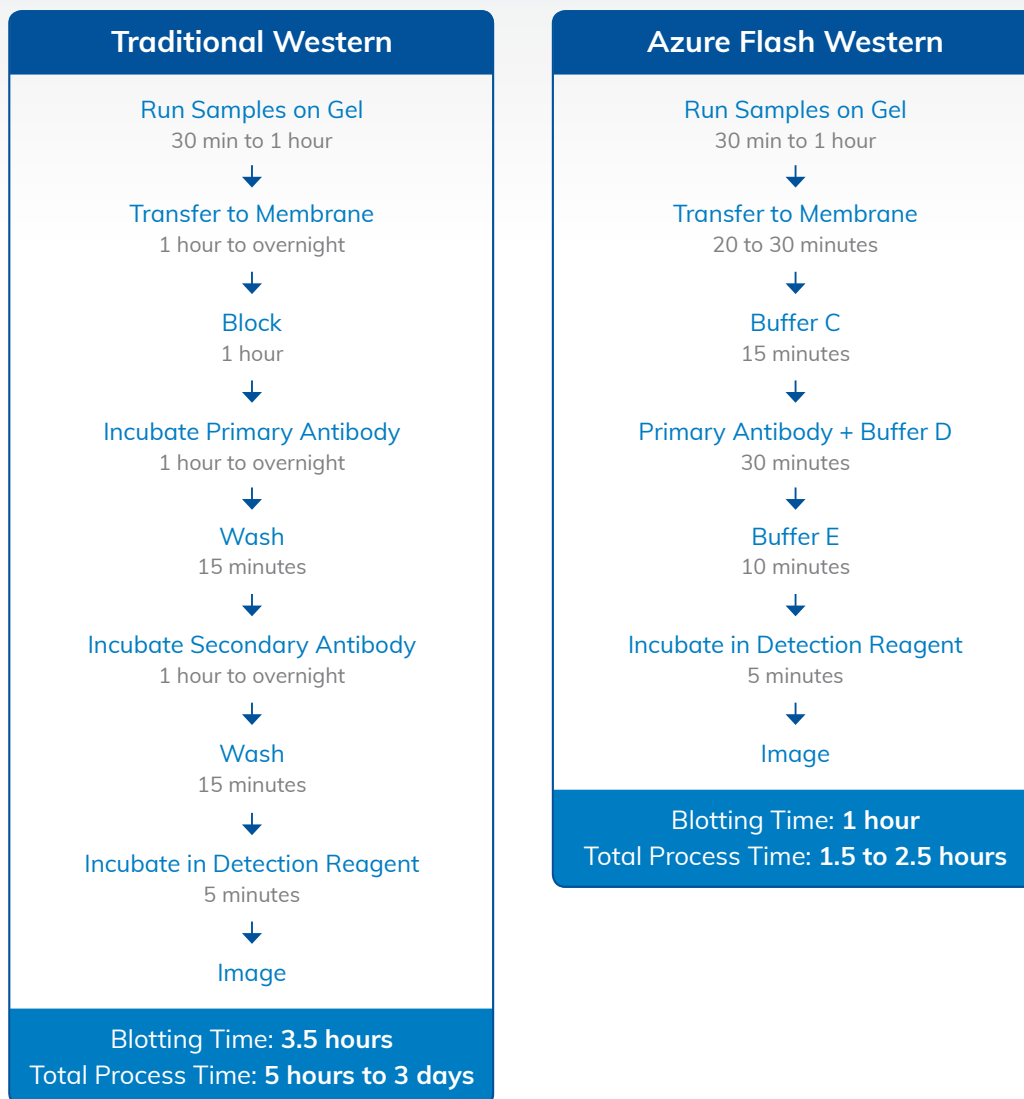 Traditional Western
Run Samples on Gel
30 min to 1 hour
Transfer to Membrane
1 hour to overnight
Block
1 hour
Incubate Primary Antibody
1 hour to overnight
Wash
15 minutes
Incubate Secondary Antibody
1 hour to overnight
Wash
15 minutes
Incubate in Detection Reagent
5 minutes
Image
Blotting Time: 3.5 hours
Total Process Time: 5 hours to 3 days
Azure Flash Western
Run Samples on Gel
30 min to 1 hour
Transfer to Membrane
20 to 30 minutes
Buffer C
15 minutes
Primary Antibody + Buffer D
30 minutes
Buffer E
10 minutes
Incubate in Detection Reagent
5 minutes
Image
Blotting Time: 1 hour
Total Process Time: 1.5 to 2.5 hours